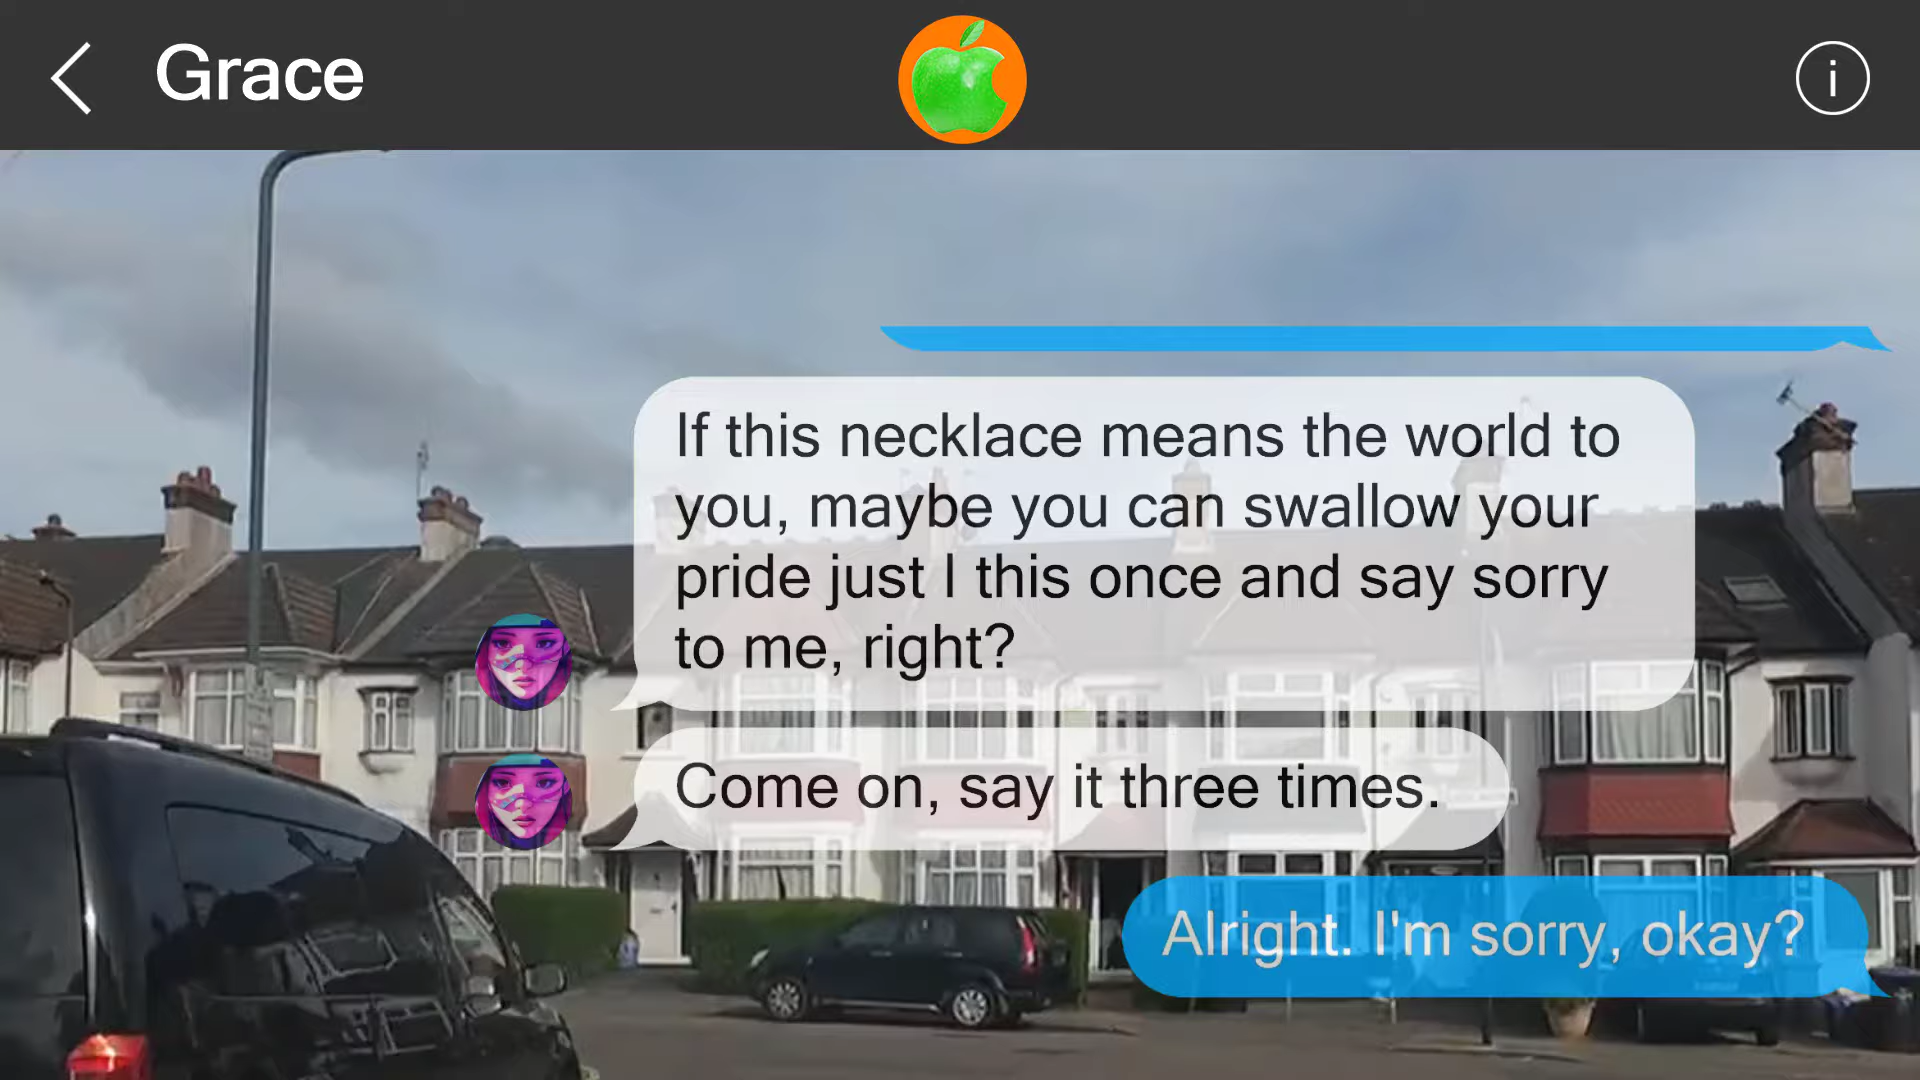 Grace
i
If this necklace means the world to
you, maybe you can swallow your
pride just I this once and say sorry
to me, right?
Come on, say it three times.
Alright. I'm sorry, okay?